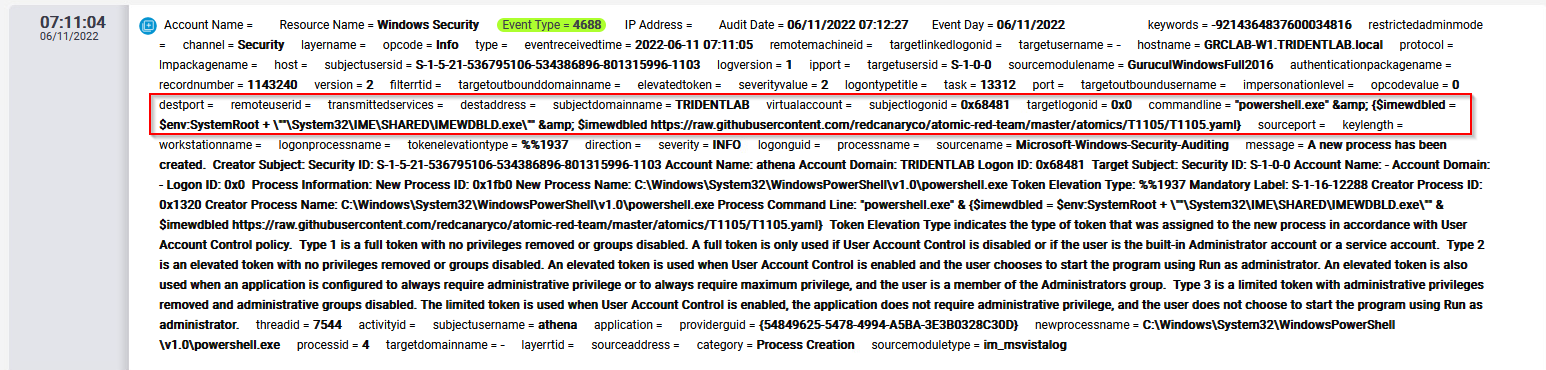 07:11:04
06/11/2022
Account Name = Resource Name = Windows Security Event Type = 4688 IP Address = Audit Date = 06/11/2022 07:12:27 Event Day = 06/11/2022 keywords = -9214364837600034816 restrictedadminmode
= channel = Security layername = opcode = Info type = eventreceivedtime = 2022-06-11 07:11:05 remotemachineid = targetlinkedlogonid = targetusername = - hostname = GRCLAB-W1.TRIDENTLAB.local protocol =
lmpackagename = host = subjectusersid = S-1-5-21-536795106-534386896-801315996-1103 logversion = 1 ipport = targetusersid = S-1-0-0 sourcemodulename = GuruculWindowsFull2016 authenticationpackagename =
recordnumber = 1143240 version = 2 filterrtid = targetoutbounddomainname = elevatedtoken = severityvalue = 2 logontypetitle = task = 13312 port = targetoutboundusername = impersonationlevel = opcodevalue = 0
destport = remoteuserid = transmittedservices = destaddress = subjectdomainname = TRIDENTLAB virtualaccount = subjectlogonid = 0x68481 targetlogonid = 0x0 commandline = "powershell.exe" &amp; {$imewdbled =
$env:SystemRoot + \""\System32\IME\SHARED\IMEWDBLD.exe\"" &amp; $imewdbled https://raw.githubusercontent.com/redcanaryco/atomic-red-team/master/atomics/T1105/T1105.yaml} sourceport = keylength =
workstationname = logonprocessname = tokenelevationtype = %%1937 direction = severity = INFO logonguid = processname = sourcename = Microsoft-Windows-Security-Auditing message = A new process has been
created. Creator Subject: Security ID: S-1-5-21-536795106-534386896-801315996-1103 Account Name: athena Account Domain: TRIDENTLAB Logon ID: 0x68481 Target Subject: Security ID: S-1-0-0 Account Name: - Account Domain:
- Logon ID: 0x0 Process Information: New Process ID: 0x1fb0 New Process Name: C:\Windows\System32\WindowsPowerShell\v1.0\powershell.exe Token Elevation Type: %%1937 Mandatory Label: S-1-16-12288 Creator Process ID:
0x1320 Creator Process Name: C:\Windows\System32\WindowsPowerShell\v1.0\powershell.exe Process Command Line: "powershell.exe" & {$imewdbled = $env:SystemRoot + \""\System32\IME\SHARED\IMEWDBLD.exe\"" &
$imewdbled https://raw.githubusercontent.com/redcanaryco/atomic-red-team/master/atomics/T1105/T1105.yaml} Token Elevation Type indicates the type of token that was assigned to the new process in accordance with User
Account Control policy. Type 1 is a full token with no privileges removed or groups disabled. A full token is only used if User Account Control is disabled or if the user is the built-in Administrator account or a service account. Type 2
is an elevated token with no privileges removed or groups disabled. An elevated token is used when User Account Control is enabled and the user chooses to start the program using Run as administrator. An elevated token is also
used when an application is configured to always require administrative privilege or to always require maximum privilege, and the user is a member of the Administrators group. Type 3 is a limited token with administrative privileges
removed and administrative groups disabled. The limited token is used when User Account Control is enabled, the application does not require administrative privilege, and the user does not choose to start the program using Run as
administrator. threadid = 7544 activityid = subjectusername = athena application = providerguid = {54849625-5478-4994-A5BA-3E3B0328C30D} newprocessname = C:\Windows\System32\WindowsPowerShell
\v1.0\powershell.exe processid = 4 targetdomainname = - layerrtid = sourceaddress = category = Process Creation sourcemoduletype = im_msvistalog